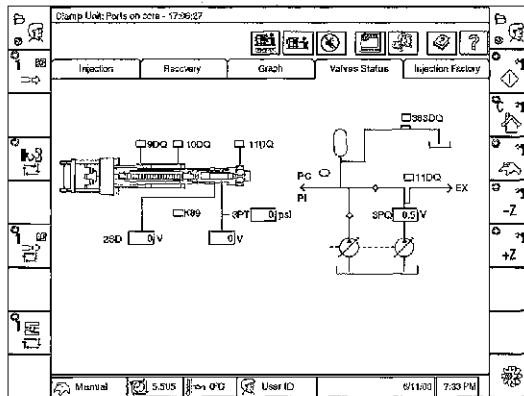 Clamp Unit: Ports on core - 17:06:27
Injection Recovery Graph Valves Status Injection Factory
38SDQ
9DQ 10DQ 11DQ
PC
11DQ
PI EX
K89 3PT 0 psi 3PQ 0.5 V
2SD 0 V 0 V
-Z
+Z
Manual 5.505 0°C User ID 6/11/00 7:33 PM